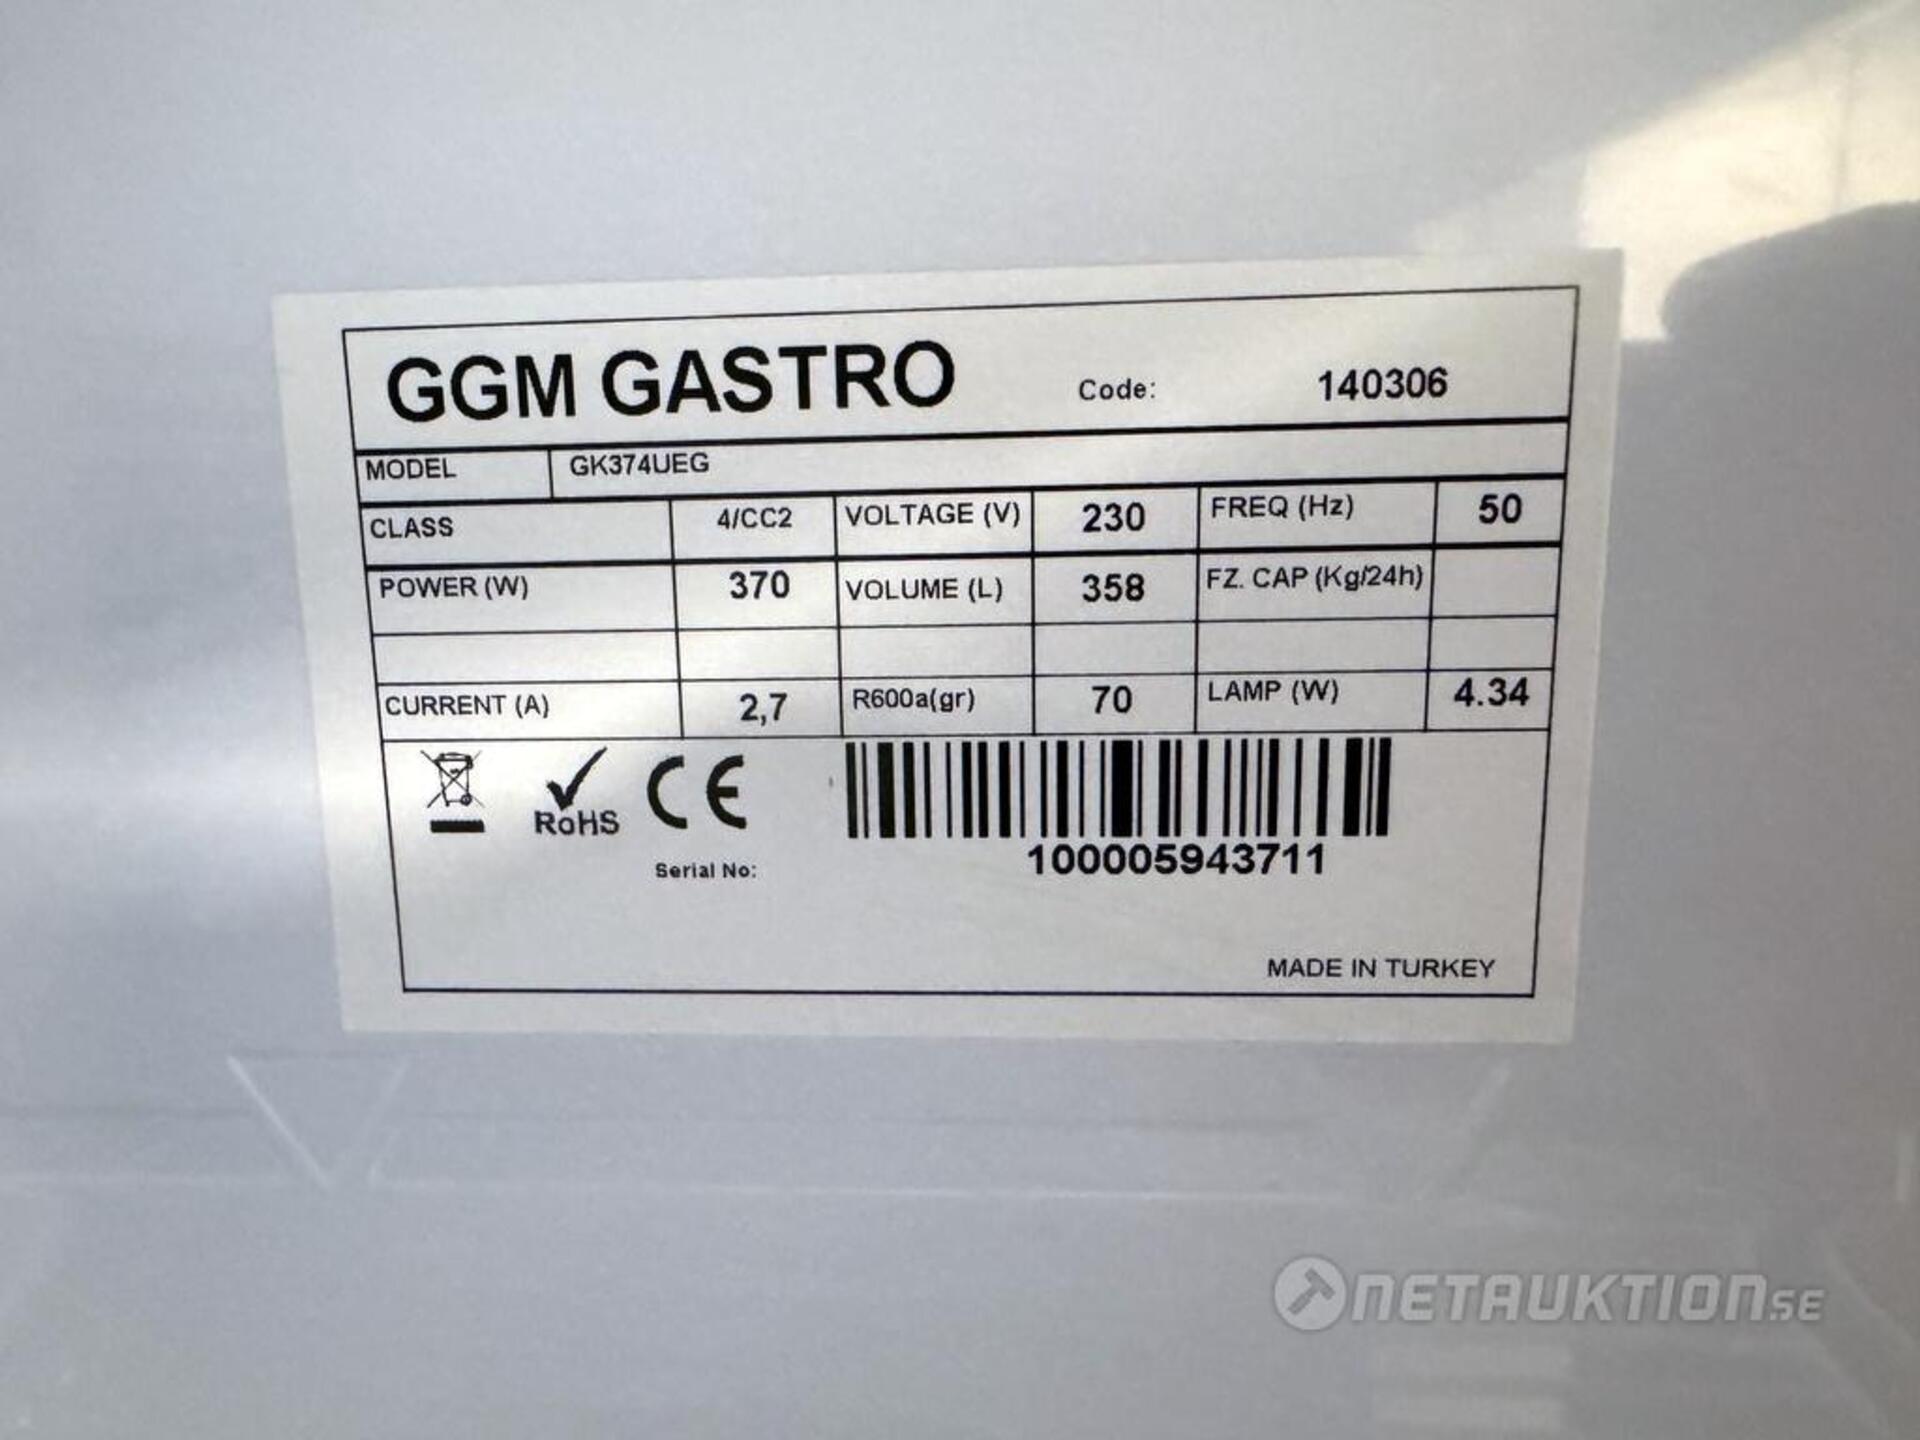 GGM GASTRO Code: 140306
MODEL GK374UEG
CLASS 4/CC2 VOLTAGE (V) 230 FREQ (Hz) 50
POWER (W) 370 VOLUME (L) 358 FZ. CAP (Kg/24h)
CURRENT (A) 2,7 R600a(gr) 70 LAMP (W) 4.34
RoHS CE
100005943711
Serial No:
MADE IN TURKEY
NETAUKTION.SE